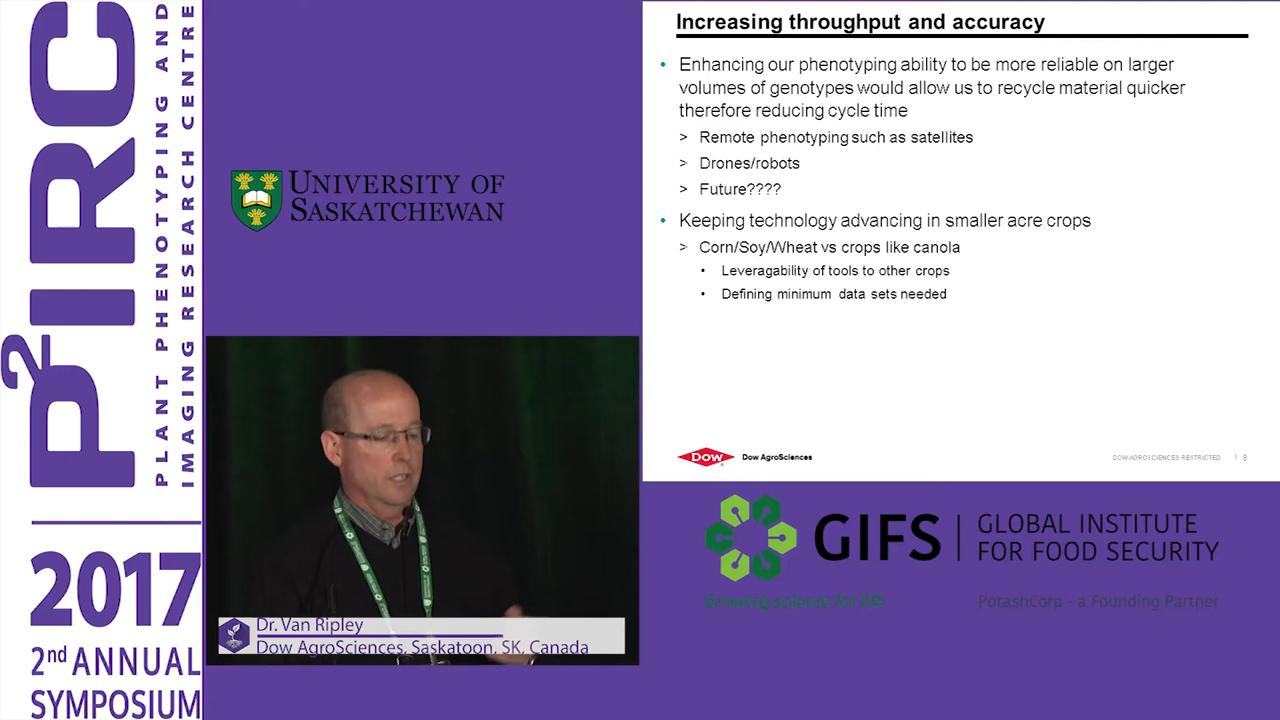 P2IRC
PLANT PHENOTYPING AND
IMAGING RESEARCH CENTRE
2017
2nd ANNUAL
SYMPOSIUM
UNIVERSITY OF
SASKATCHEWAN
Dr. Van Ripley
Dow AgroSciences, Saskatoon, SK, Canada
Increasing throughput and accuracy
• Enhancing our phenotyping ability to be more reliable on larger
volumes of genotypes would allow us to recycle material quicker
therefore reducing cycle time
> Remote phenotyping such as satellites
> Drones/robots
> Future????
• Keeping technology advancing in smaller acre crops
> Corn/Soy/Wheat vs crops like canola
• Leveragability of tools to other crops
• Defining minimum data sets needed
DOW Dow AgroSciences
DOW AGROSCIENCES RESTRICTED | 8
GIFS | GLOBAL INSTITUTE
FOR FOOD SECURITY
Growing science for life
PotashCorp - a Founding Partner